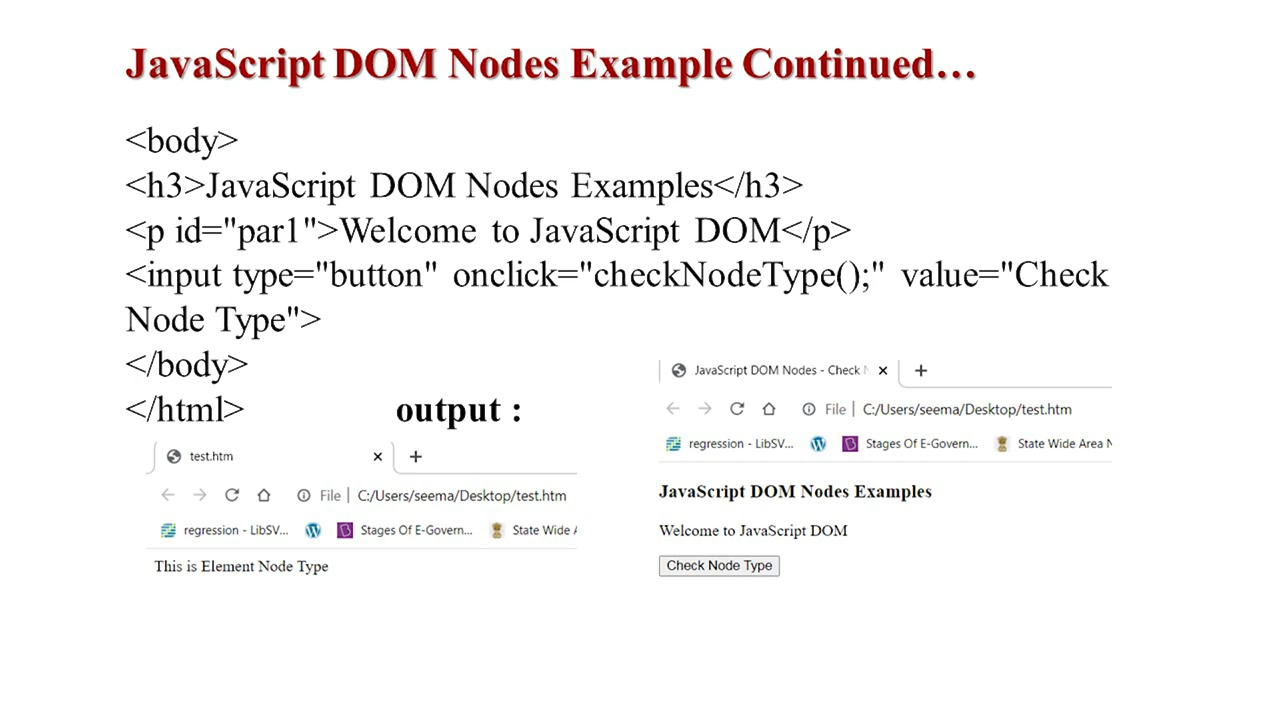 JavaScript DOM Nodes Example Continued…
<body>
<h3>JavaScript DOM Nodes Examples</h3>
<p id="par1">Welcome to JavaScript DOM</p>
<input type="button" onclick="checkNodeType();" value="Check
Node Type">
</body>
</html>
output :
test.htm
File | C:/Users/seema/Desktop/test.htm
regression - LibSV... Stages Of E-Govern... State Wide A
This is Element Node Type
JavaScript DOM Nodes - Check N
File | C:/Users/seema/Desktop/test.htm
regression - LibSV... Stages Of E-Govern... State Wide Area N
JavaScript DOM Nodes Examples
Welcome to JavaScript DOM
Check Node Type